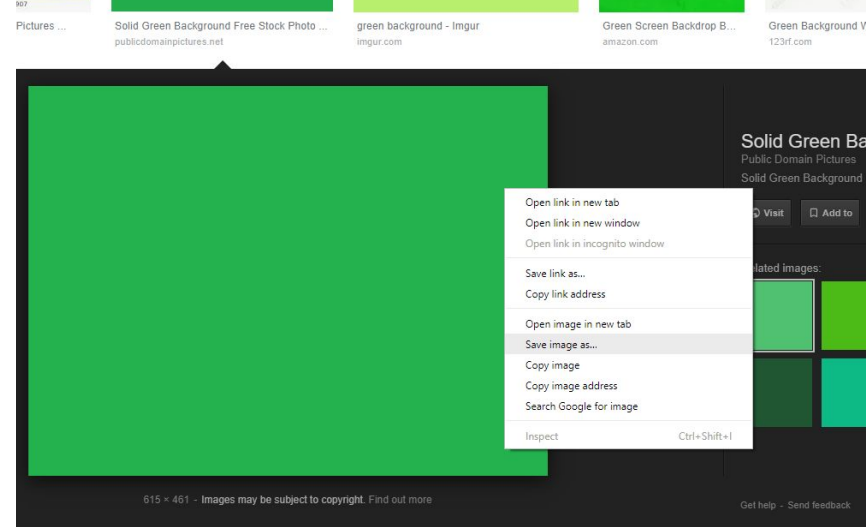 907
Pictures ...
Solid Green Background Free Stock Photo ...
publicdomainpictures.net
green background - Imgur
imgur.com
Green Screen Backdrop B...
amazon.com
Green Background W
123rf.com
Solid Green Ba
Public Domain Pictures
Solid Green Background
Visit
Add to
lated images:
Open link in new tab
Open link in new window
Open link in incognito window
Save link as...
Copy link address
Open image in new tab
Save image as...
Copy image
Copy image address
Search Google for image
Inspect Ctrl+Shift+I
615 × 461 - Images may be subject to copyright. Find out more
Get help - Send feedback